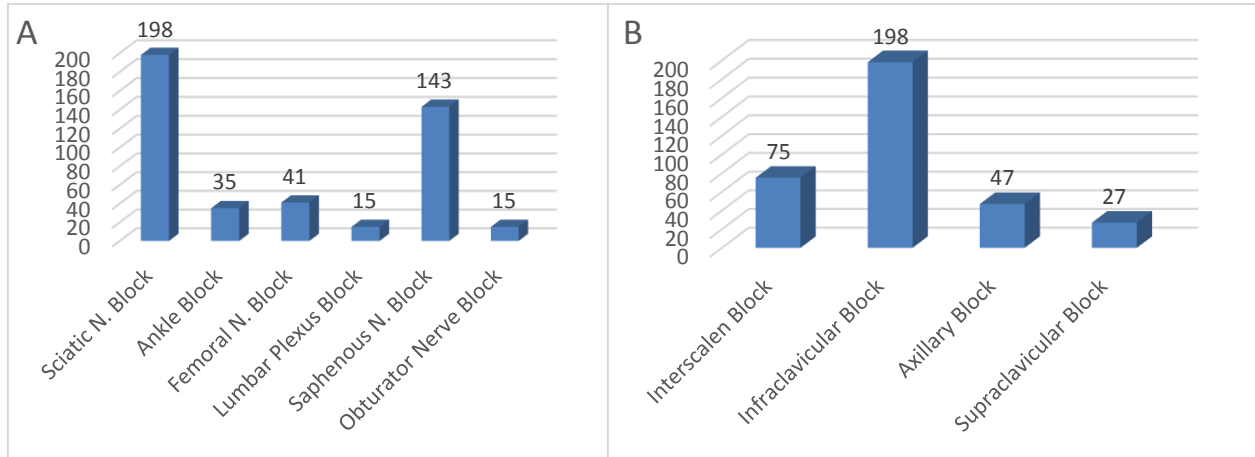 A
198
35
41
15
143
15
200
180
160
140
120
100
80
60
40
20
0
Sciatic N. Block
Ankle Block
Femoral N. Block
Lumbar Plexus Block
Saphenous N. Block
Obturator Nerve Block
B
75
198
47
27
200
180
160
140
120
100
80
60
40
20
0
Interscalen Block
Infraclavicular Block
Axillary Block
Supraclavicular Block